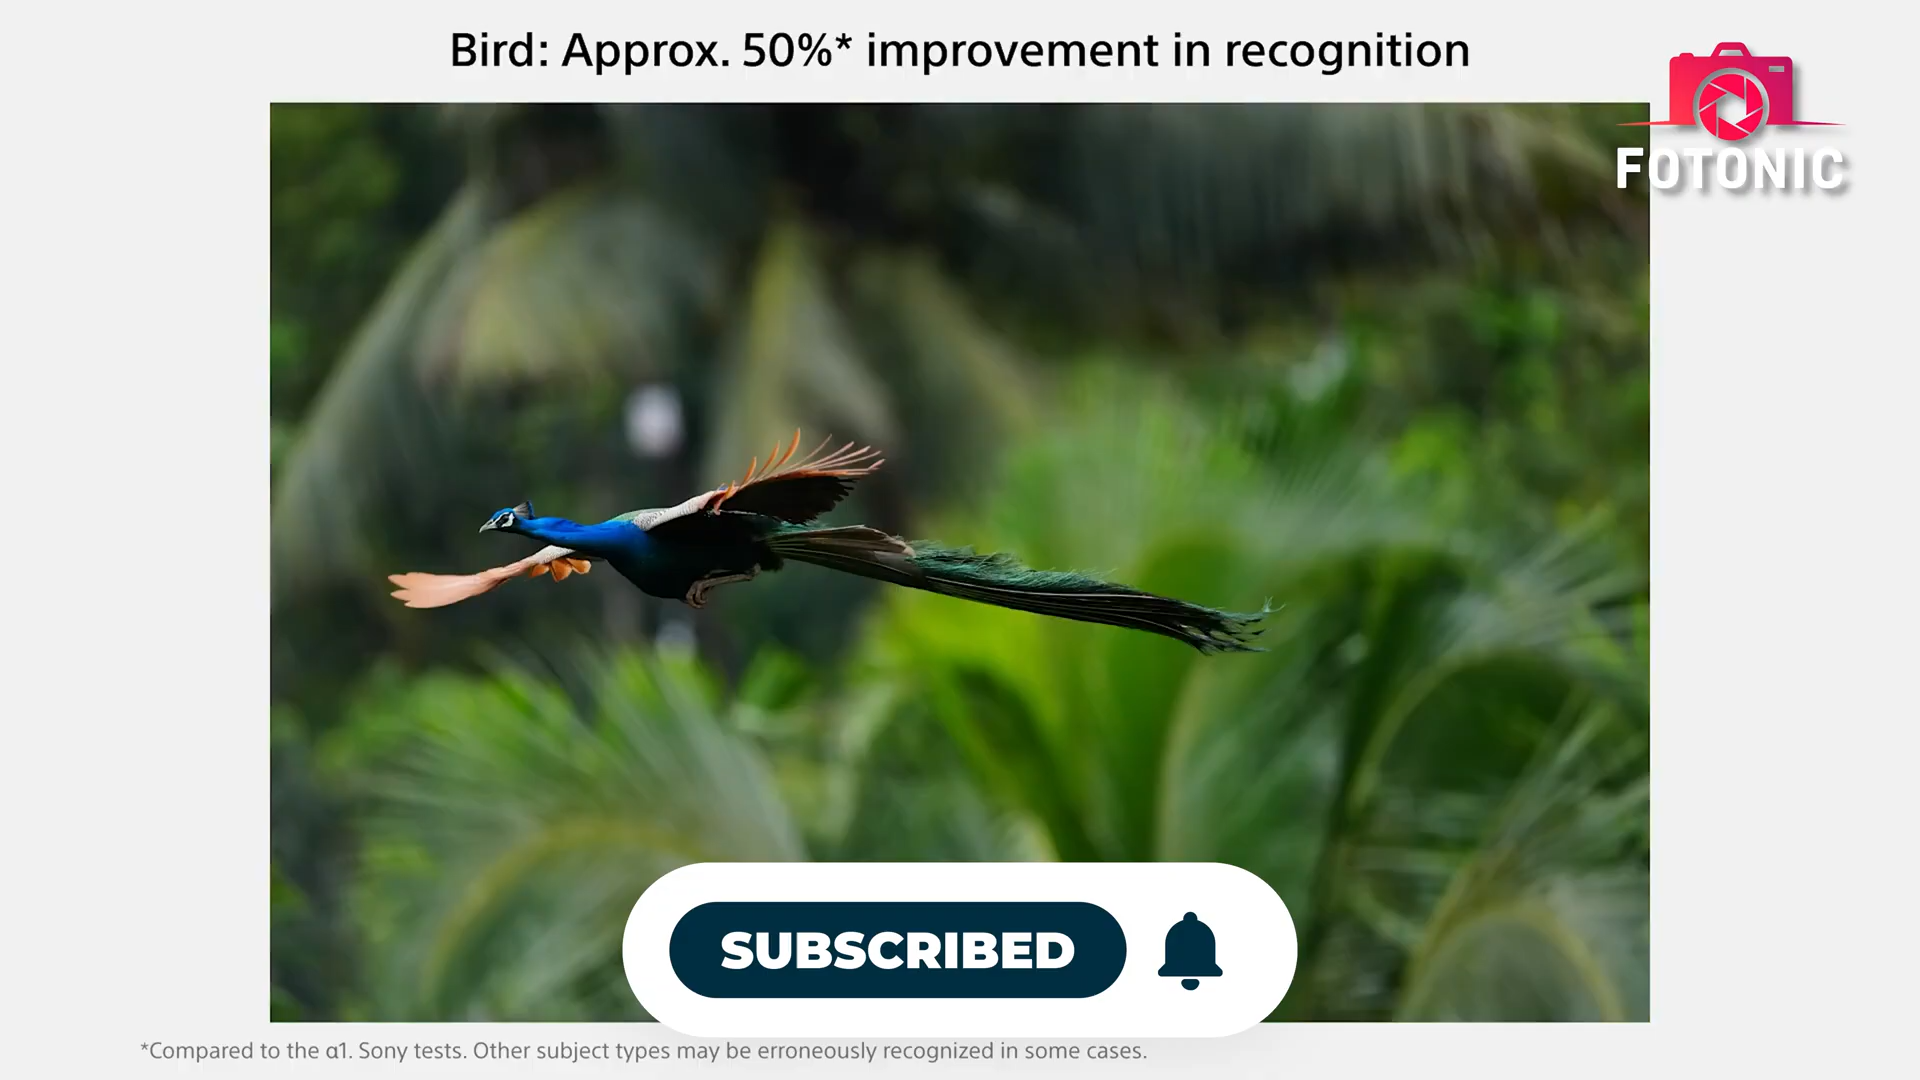 Bird: Approx. 50%* improvement in recognition
FOTONIC
SUBSCRIBED
*Compared to the α1. Sony tests. Other subject types may be erroneously recognized in some cases.